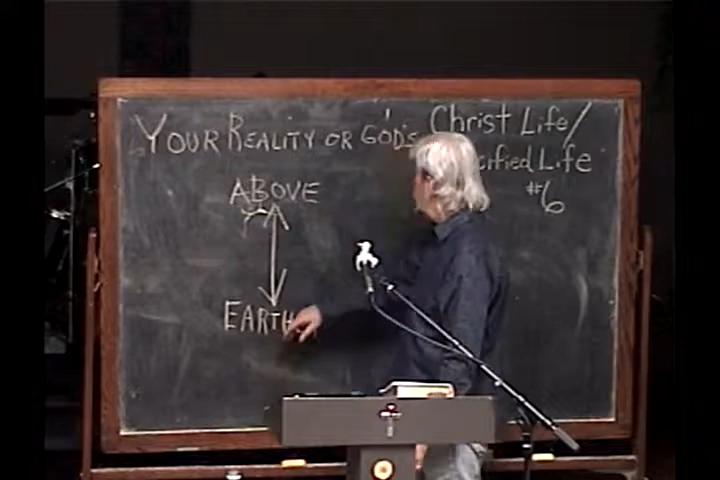 YOUR REALITY OR GOD'S
Christ Life/
cified Life
#6
ABOVE
EARTH